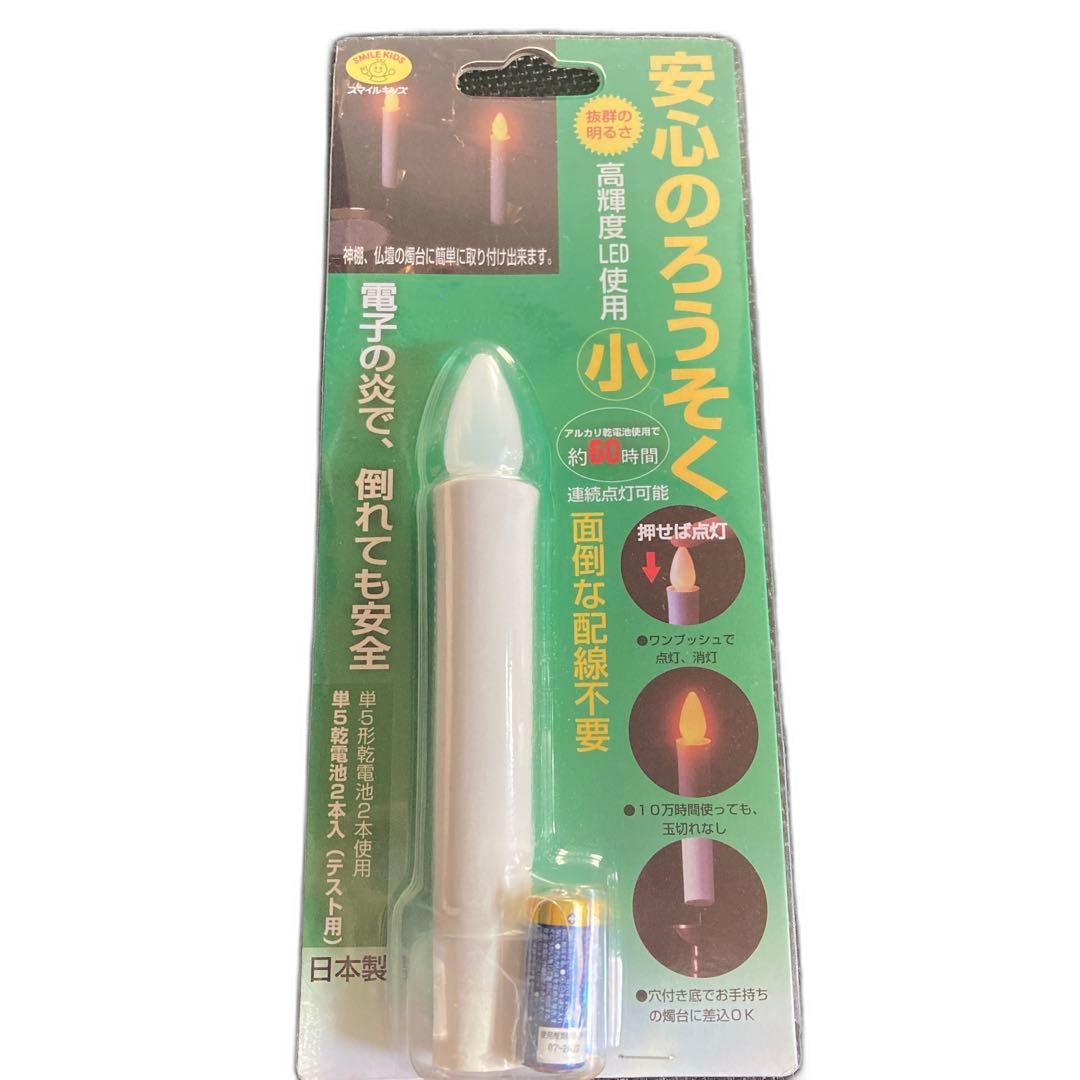 SMILE KIDS
スマイルキッズ
神棚、仏壇の燭台に簡単に取り付け出来ます。
安心のろうそく
抜群の
明るさ
高輝度LED使用
小
アルカリ乾電池使用で
約60時間
連続点灯可能
面倒な配線不要
電子の炎で、倒れても安全
押せば点灯
●ワンプッシュで
点灯、消灯
●10万時間使っても、
玉切れなし
●穴付き底でお手持ち
の燭台に差込OK
単5形乾電池2本使用
単5乾電池2本入(テスト用)
日本製